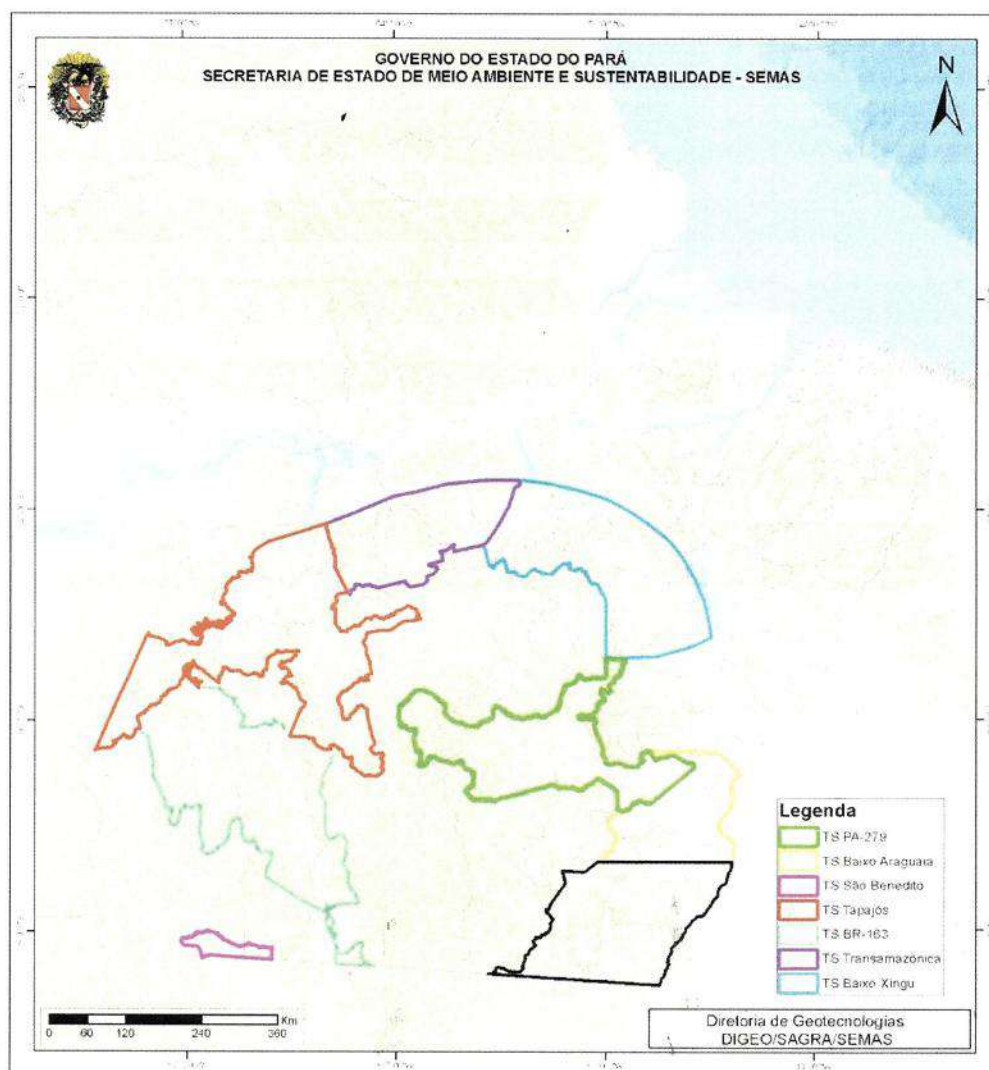 GOVERNO DO ESTADO DO PARÁ
SECRETARIA DE ESTADO DE MEIO AMBIENTE E SUSTENTABILIDADE - SEMAS
N
Legenda
TS PA-279
TS Baixo Araguaia
TS São Benedito
TS Tapajós
TS BR-163
TS Transamazônica
TS Baixo Xingu
Km
0 60 120 240 360
Diretoria de Geotecnologias
DIGEO/SAGRA/SEMAS